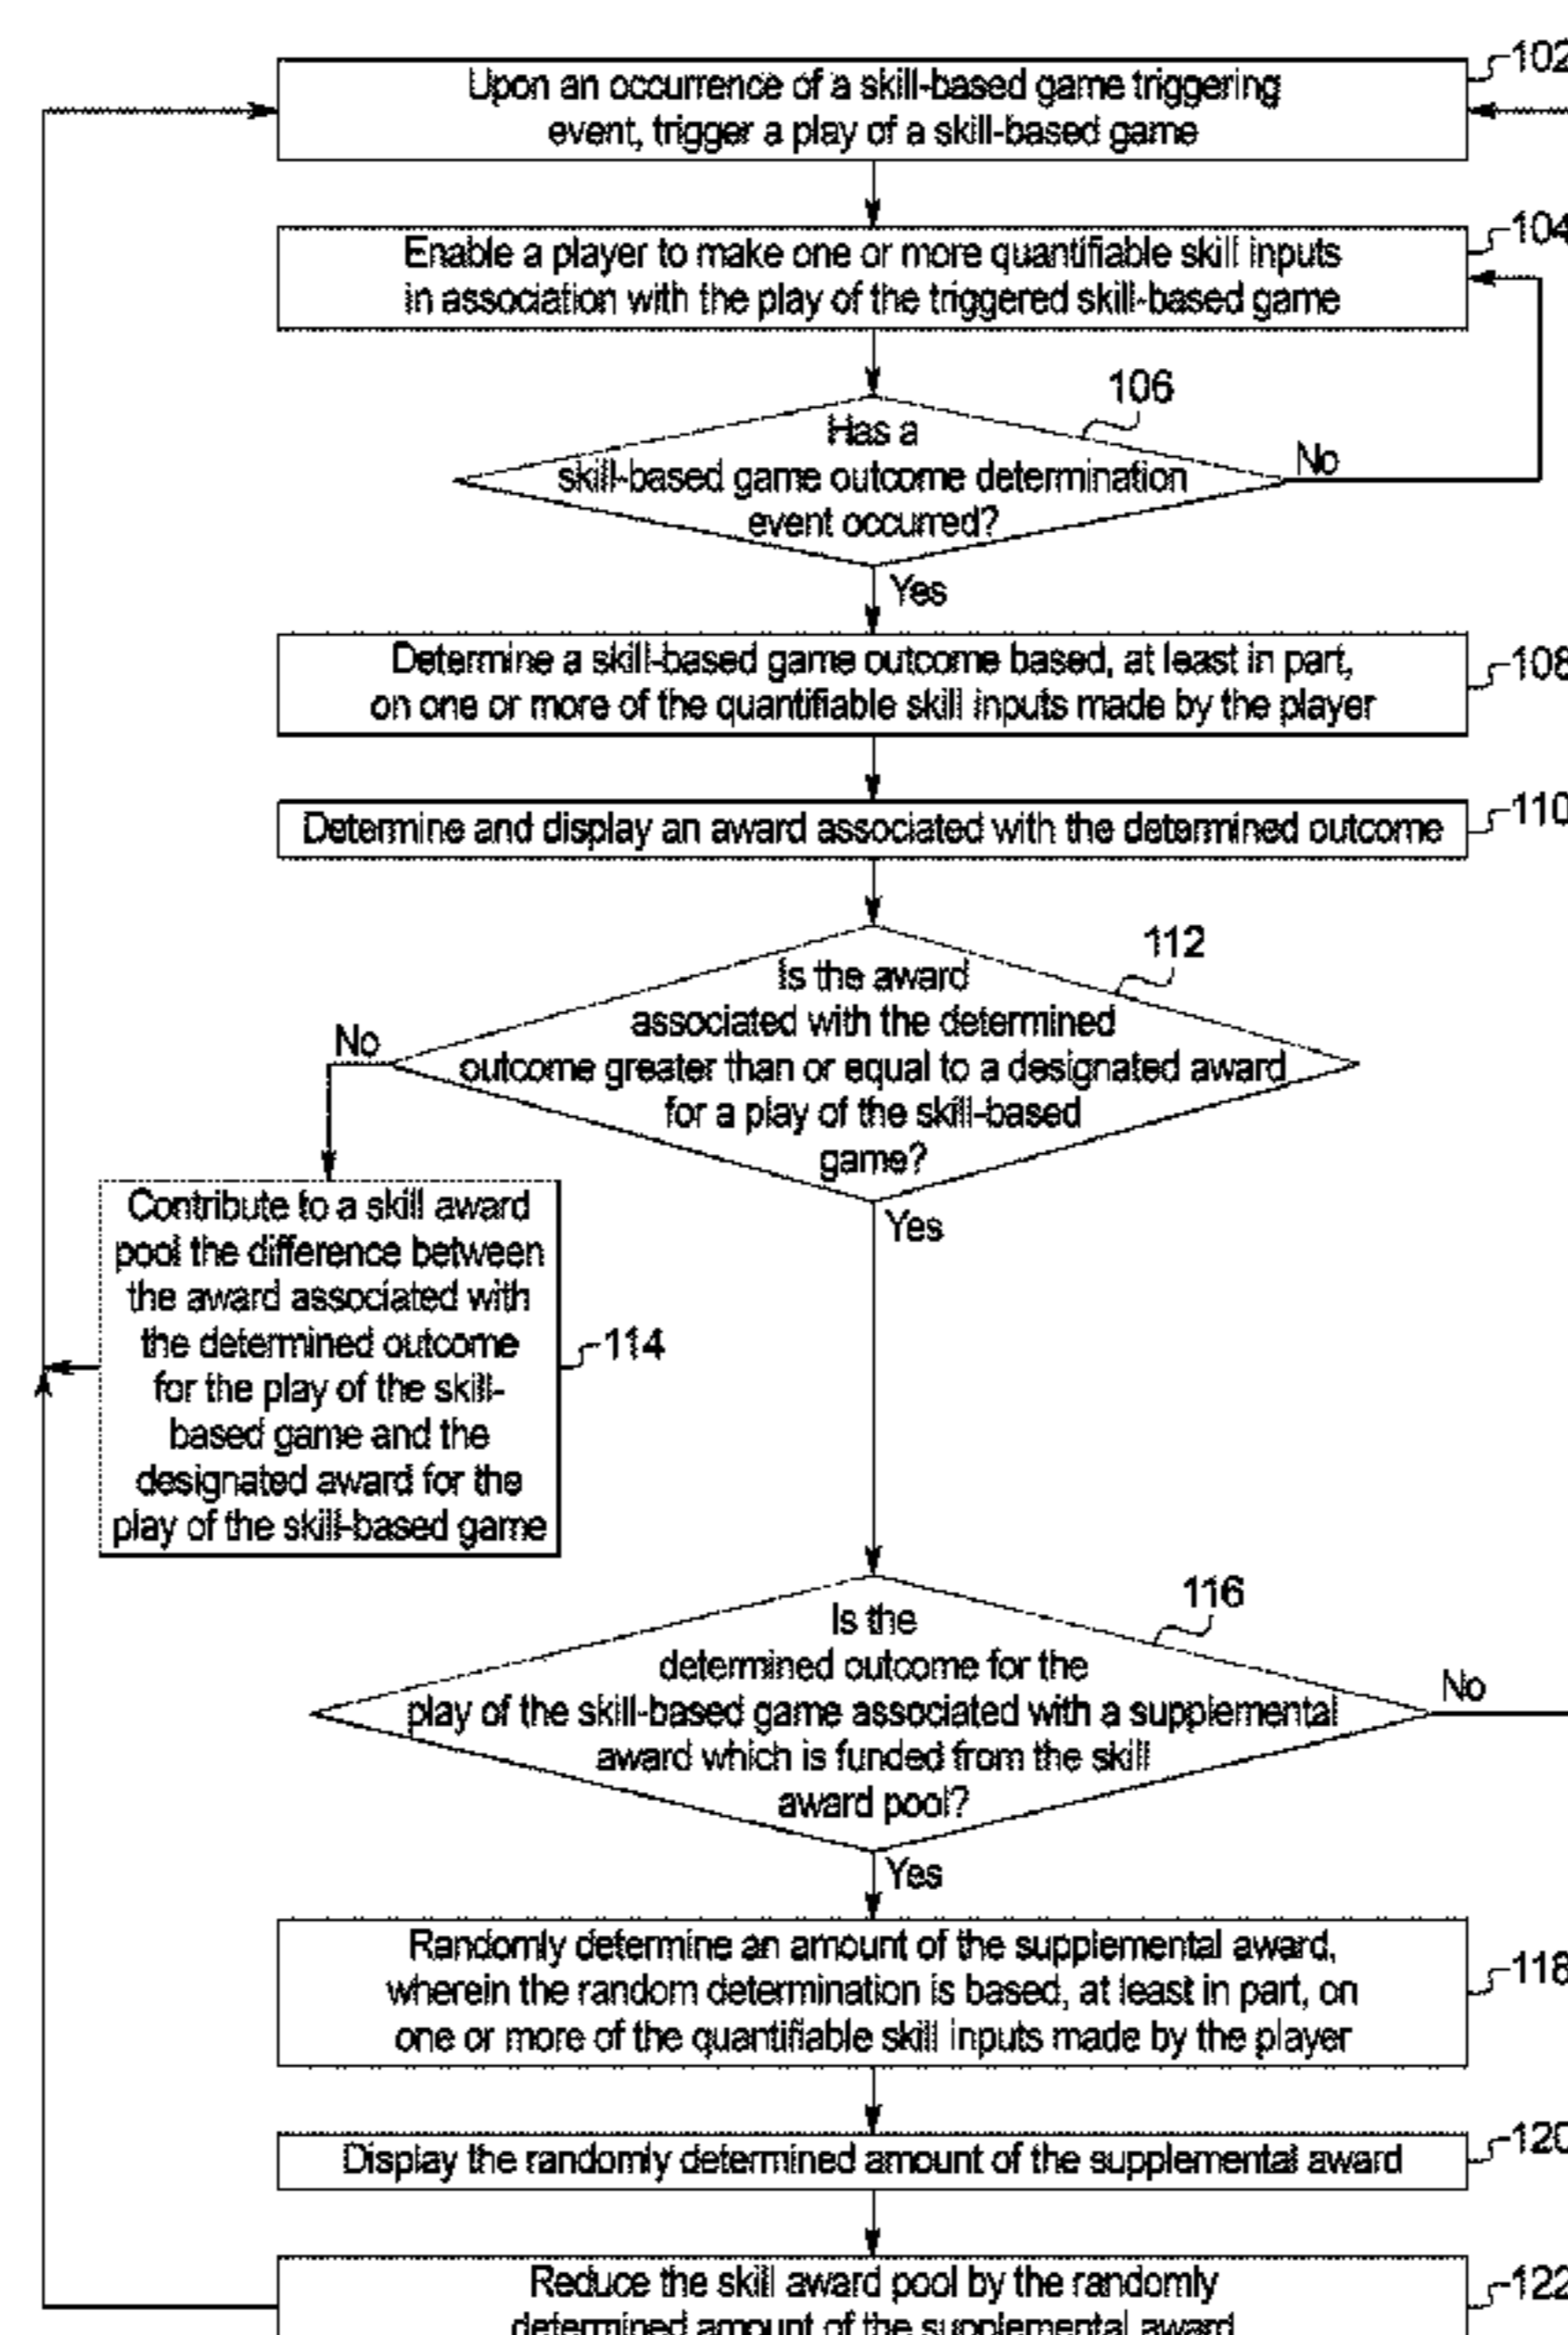 102
Upon an occurrence of a skill-based game triggering
event, trigger a play of a skill-based game
104
Enable a player to make one or more quantifiable skill inputs
in association with the play of the triggered skill-based game
106
Has a
skill-based game outcome determination
event occurred?
No
Yes
Determine a skill-based game outcome based, at least in part,
on one or more of the quantifiable skill inputs made by the player
108
Determine and display an award associated with the determined outcome
110
112
Is the award
associated with the determined
outcome greater than or equal to a designated award
for a play of the skill-based
game?
No
Yes
Contribute to a skill award
pool the difference between
the award associated with
the determined outcome
for the play of the skill-
based game and the
designated award for the
play of the skill-based game
114
116
Is the
determined outcome for the
play of the skill-based game associated with a supplemental
award which is funded from the skill
award pool?
No
Yes
Randomly determine an amount of the supplemental award,
wherein the random determination is based, at least in part, on
one or more of the quantifiable skill inputs made by the player
118
Display the randomly determined amount of the supplemental award
120
Reduce the skill award pool by the randomly
determined amount of the supplemental award
122